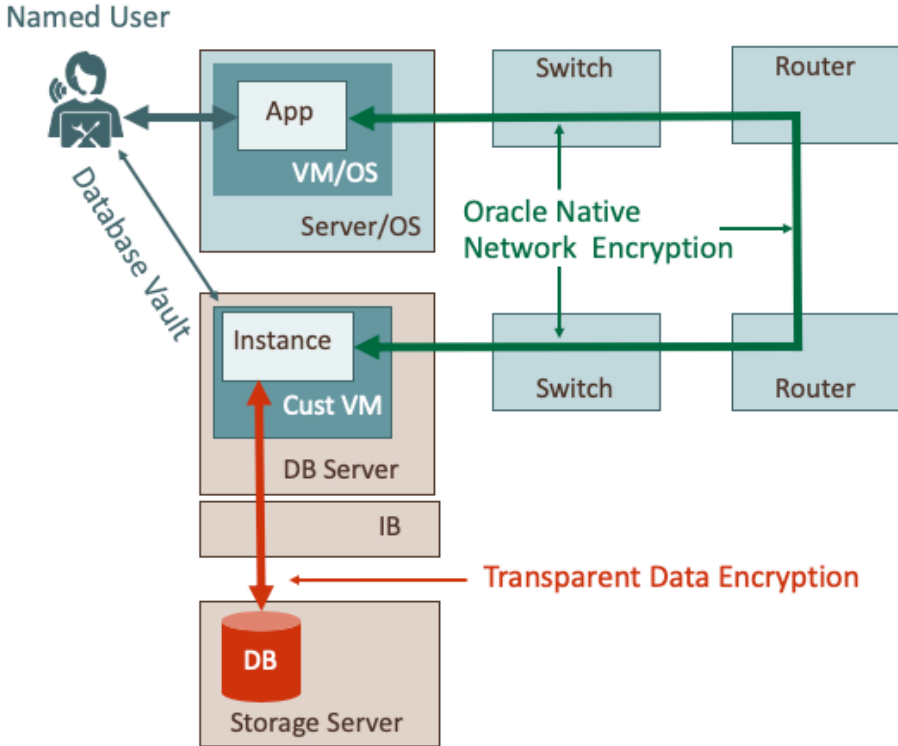 Named User
App
VM/OS
Server/OS
Switch
Router
Database Vault
Oracle Native
Network Encryption
Instance
Cust VM
DB Server
Switch
Router
IB
Transparent Data Encryption
DB
Storage Server